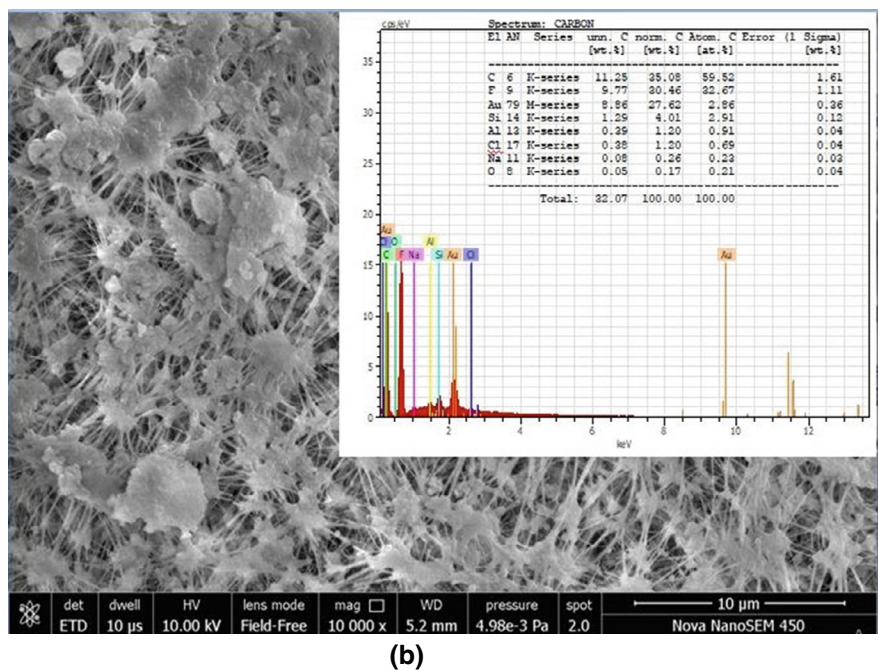 cps/eV
Spectrum: CARBON
El AN Series unn. C norm. C Atom. C Error (1 Sigma)
[wt.%] [wt.%] [at.%] [wt.%]
C 6 K-series 11.25 35.08 59.52 1.61
F 9 K-series 9.77 30.46 32.67 1.11
Au 79 M-series 8.86 27.62 2.86 0.36
Si 14 K-series 1.29 4.01 2.91 0.12
Al 13 K-series 0.39 1.20 0.91 0.04
Cl 17 K-series 0.38 1.20 0.69 0.04
Na 11 K-series 0.08 0.26 0.23 0.03
O 8 K-series 0.05 0.17 0.21 0.04
Total: 32.07 100.00 100.00
35
30
25
20
15
10
5
0
Au
Cl O Al
C F Na Si Au Cl Au
2 4 6 8 10 12
keV
det dwell HV lens mode mag WD pressure spot 10 µm
ETD 10 µs 10.00 kV Field-Free 10 000 x 5.2 mm 4.98e-3 Pa 2.0 Nova NanoSEM 450
(b)